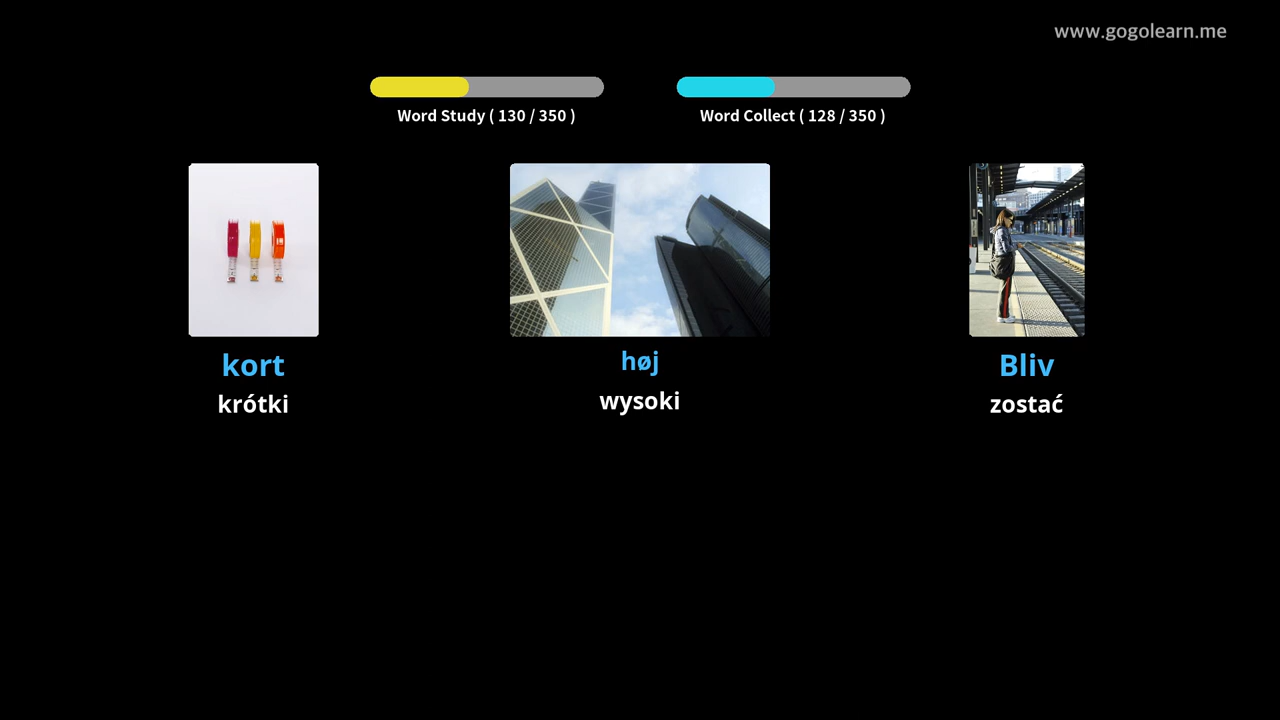 www.gogolearn.me
Word Study ( 130 / 350 )
Word Collect ( 128 / 350 )
kort
krótki
høj
wysoki
Bliv
zostać